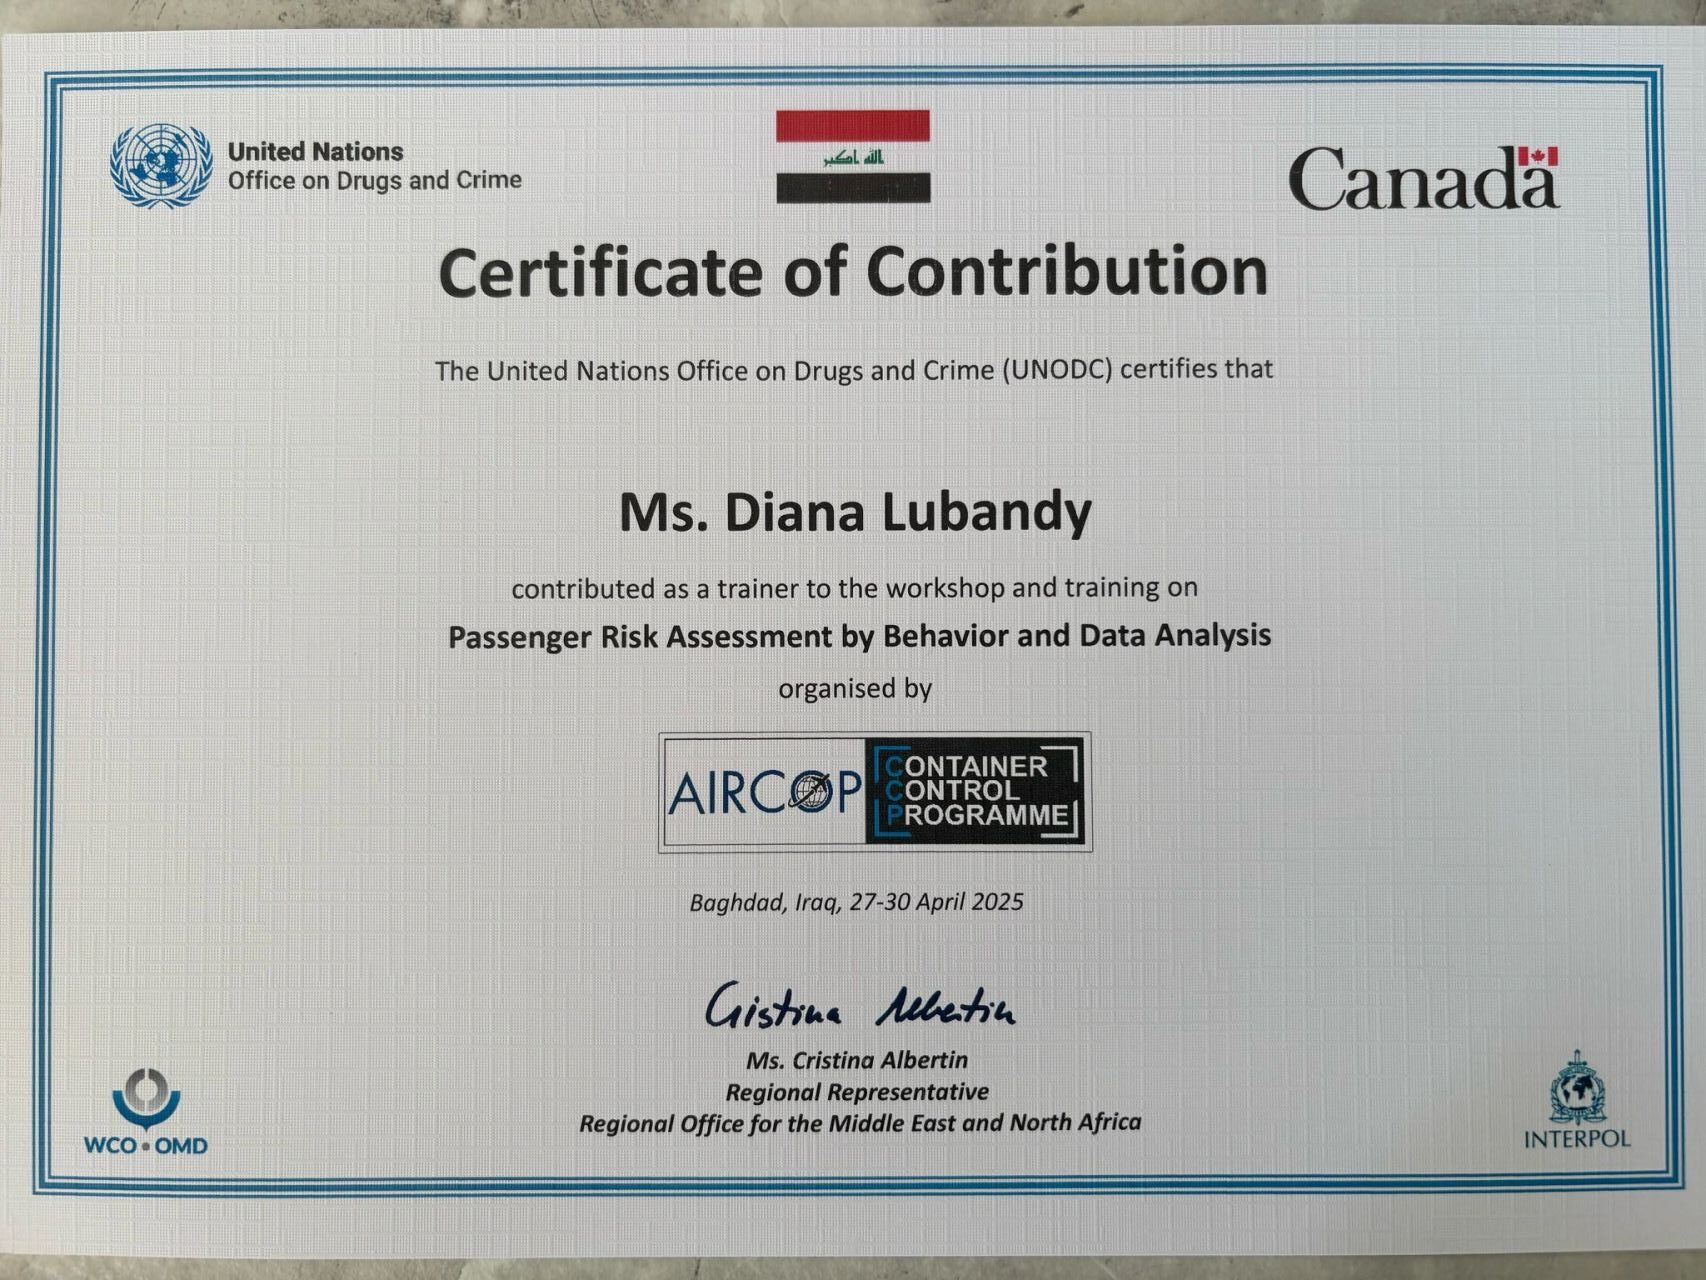 United Nations
Office on Drugs and Crime
الله اكبر
Canada
Certificate of Contribution
The United Nations Office on Drugs and Crime (UNODC) certifies that
Ms. Diana Lubandy
contributed as a trainer to the workshop and training on
Passenger Risk Assessment by Behavior and Data Analysis
organised by
AIRCOP
CONTAINER
CONTROL
PROGRAMME
Baghdad, Iraq, 27-30 April 2025
Cristina Albertin
Ms. Cristina Albertin
Regional Representative
Regional Office for the Middle East and North Africa
WCO • OMD
INTERPOL